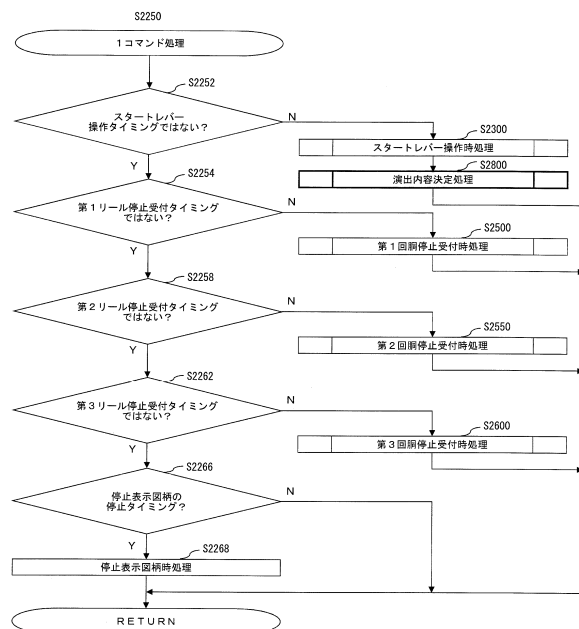 S2250
1コマンド処理
S2252
スタートレバー
操作タイミングではない？
N
Y
S2300
スタートレバー操作時処理
S2800
演出内容決定処理
S2254
第1リール停止受付タイミング
ではない？
N
Y
S2500
第1回胴停止受付時処理
S2258
第2リール停止受付タイミング
ではない？
N
Y
S2550
第2回胴停止受付時処理
S2262
第3リール停止受付タイミング
ではない？
N
Y
S2600
第3回胴停止受付時処理
S2266
停止表示図柄の
停止タイミング？
N
Y
S2268
停止表示図柄時処理
RETURN